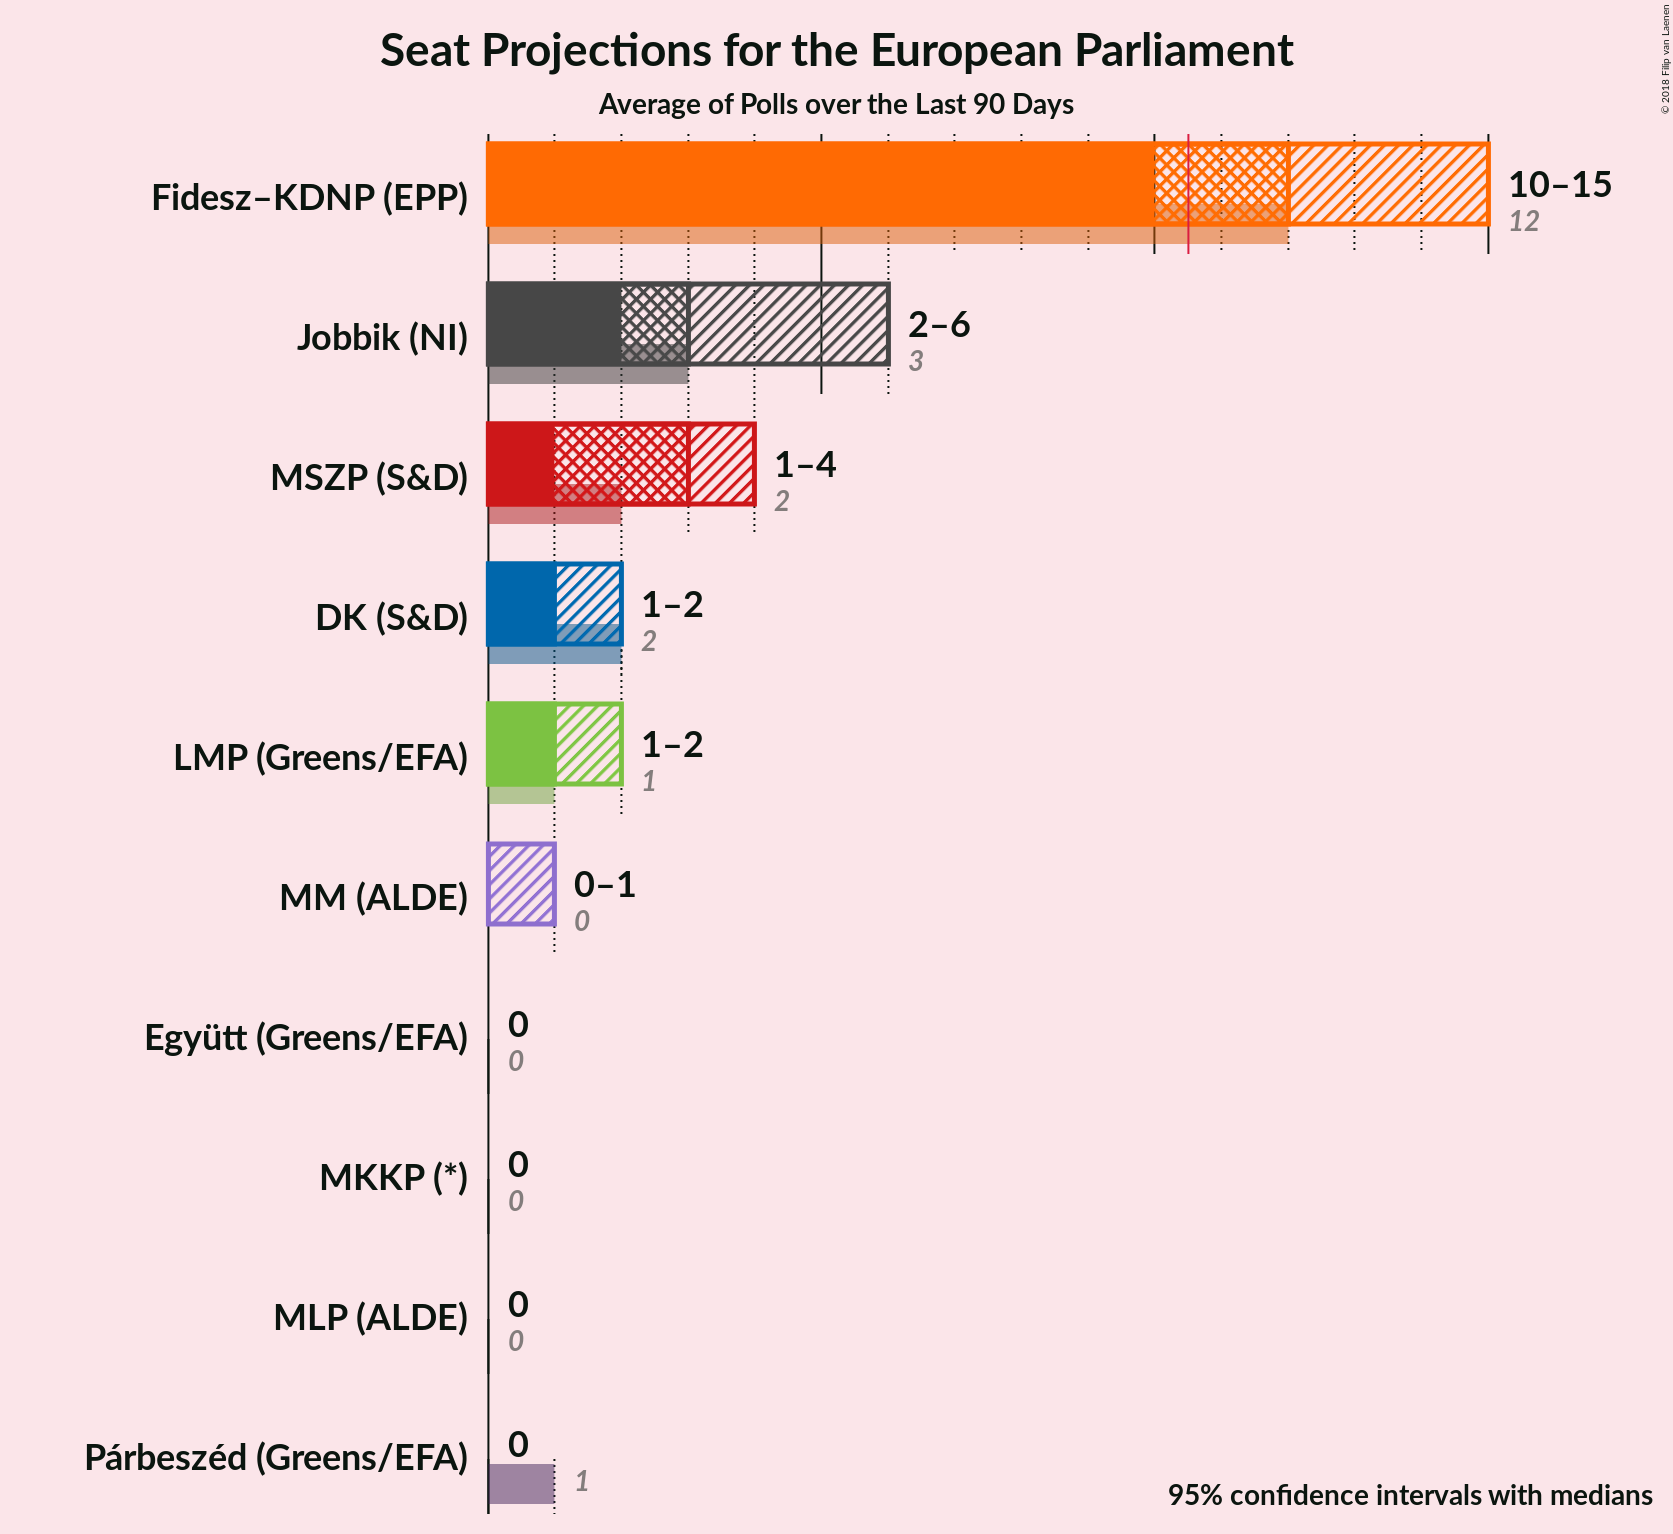 Seat Projections for the European Parliament
Average of Polls over the Last 90 Days
© 2018 Filip van Laenen
Fidesz–KDNP (EPP)
10–15
12
Jobbik (NI)
2–6
3
MSZP (S&D)
1–4
2
DK (S&D)
1–2
2
LMP (Greens/EFA)
1–2
1
MM (ALDE)
0–1
0
Együtt (Greens/EFA)
0
0
MKKP (*)
0
0
MLP (ALDE)
0
0
Párbeszéd (Greens/EFA)
0
1
95% confidence intervals with medians